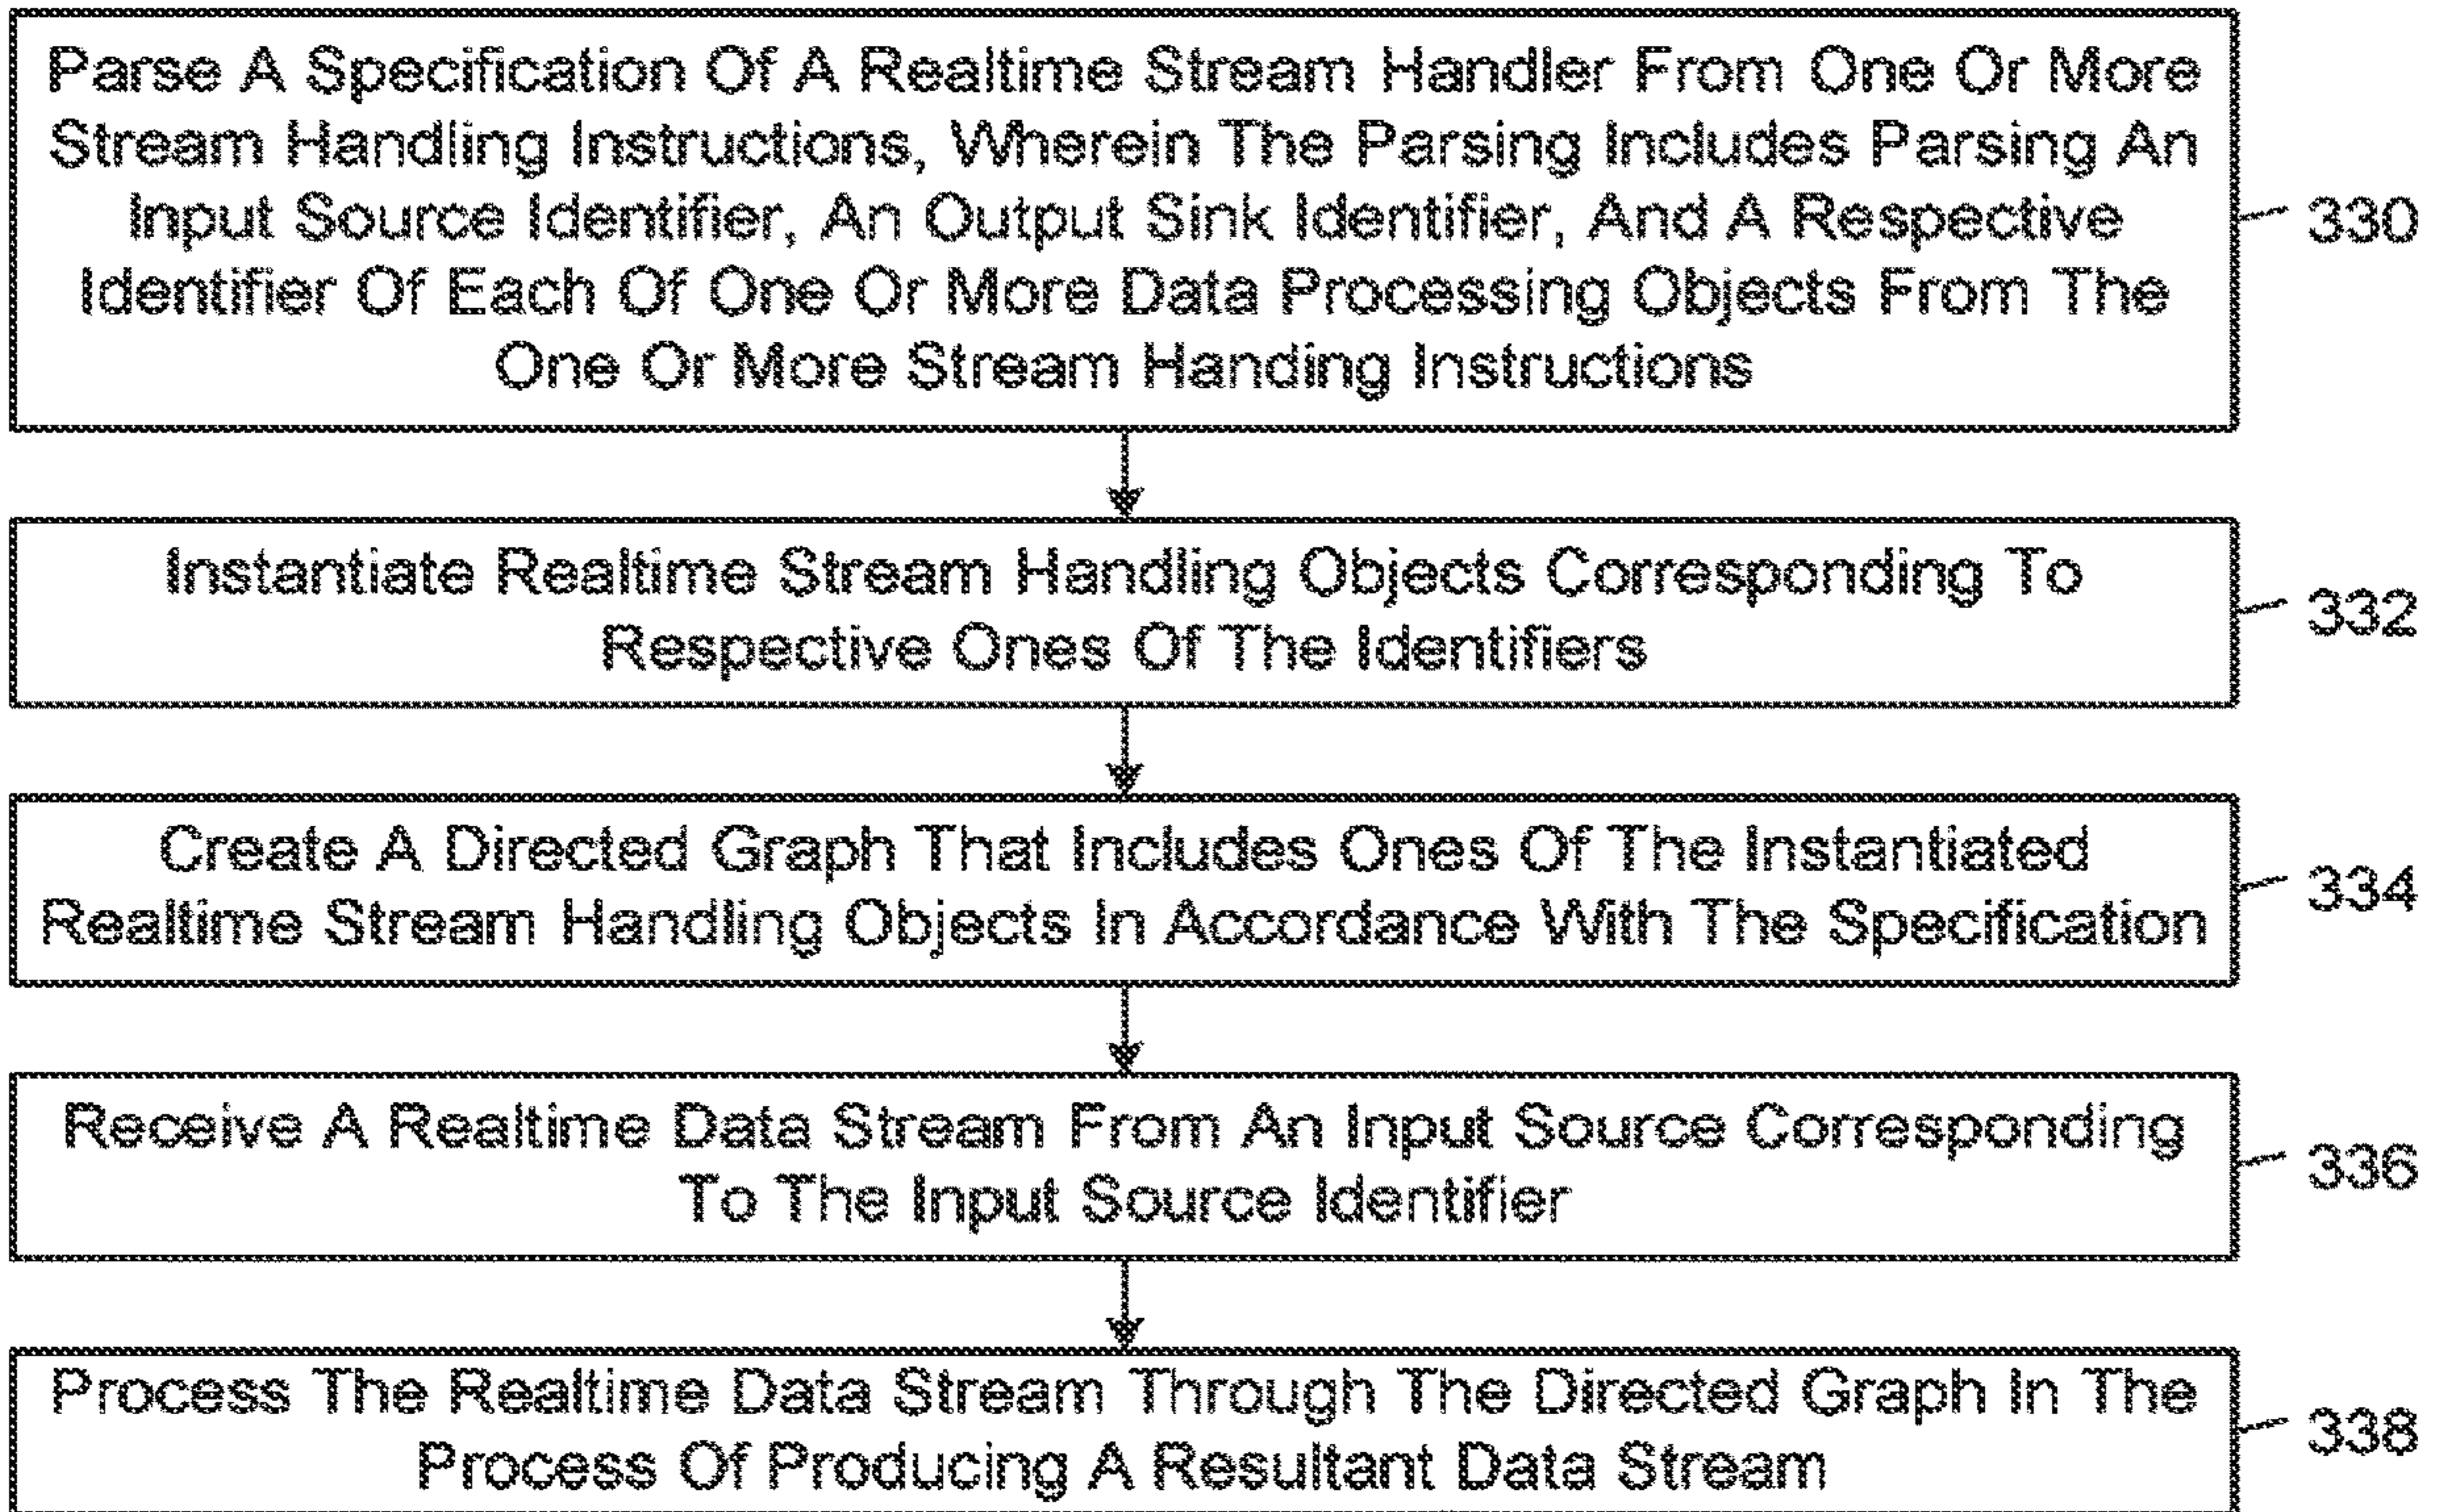 Parse A Specification Of A Realtime Stream Handler From One Or More
Stream Handling Instructions, Wherein The Parsing Includes Parsing An
Input Source Identifier, An Output Sink Identifier, And A Respective
330
Identifier Of Each Of One Or More Data Processing Objects From The
One Or More Stream Handing Instructions
Instantiate Realtime Stream Handling Objects Corresponding To
332
Respective Ones Of The Identifiers
Create A Directed Graph That Includes Ones Of The Instantiated
334
Realtime Stream Handling Objects In Accordance With The Specification
Receive A Realtime Data Stream From An Input Source Corresponding
336
To The Input Source Identifier
Process The Realtime Data Stream Through The Directed Graph In The
338
Process Of Producing A Resultant Data Stream